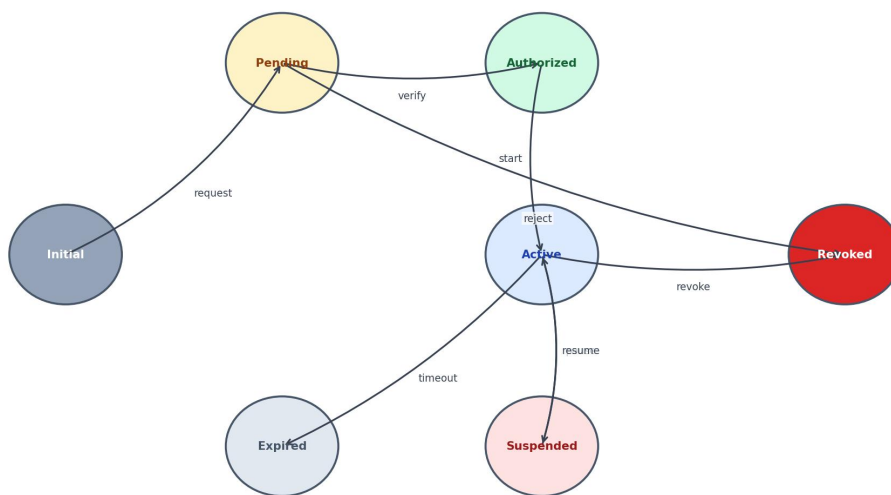 Pending
Authorized
verify
start
request
reject
Initial
Active
Revoked
revoke
resume
timeout
Expired
Suspended